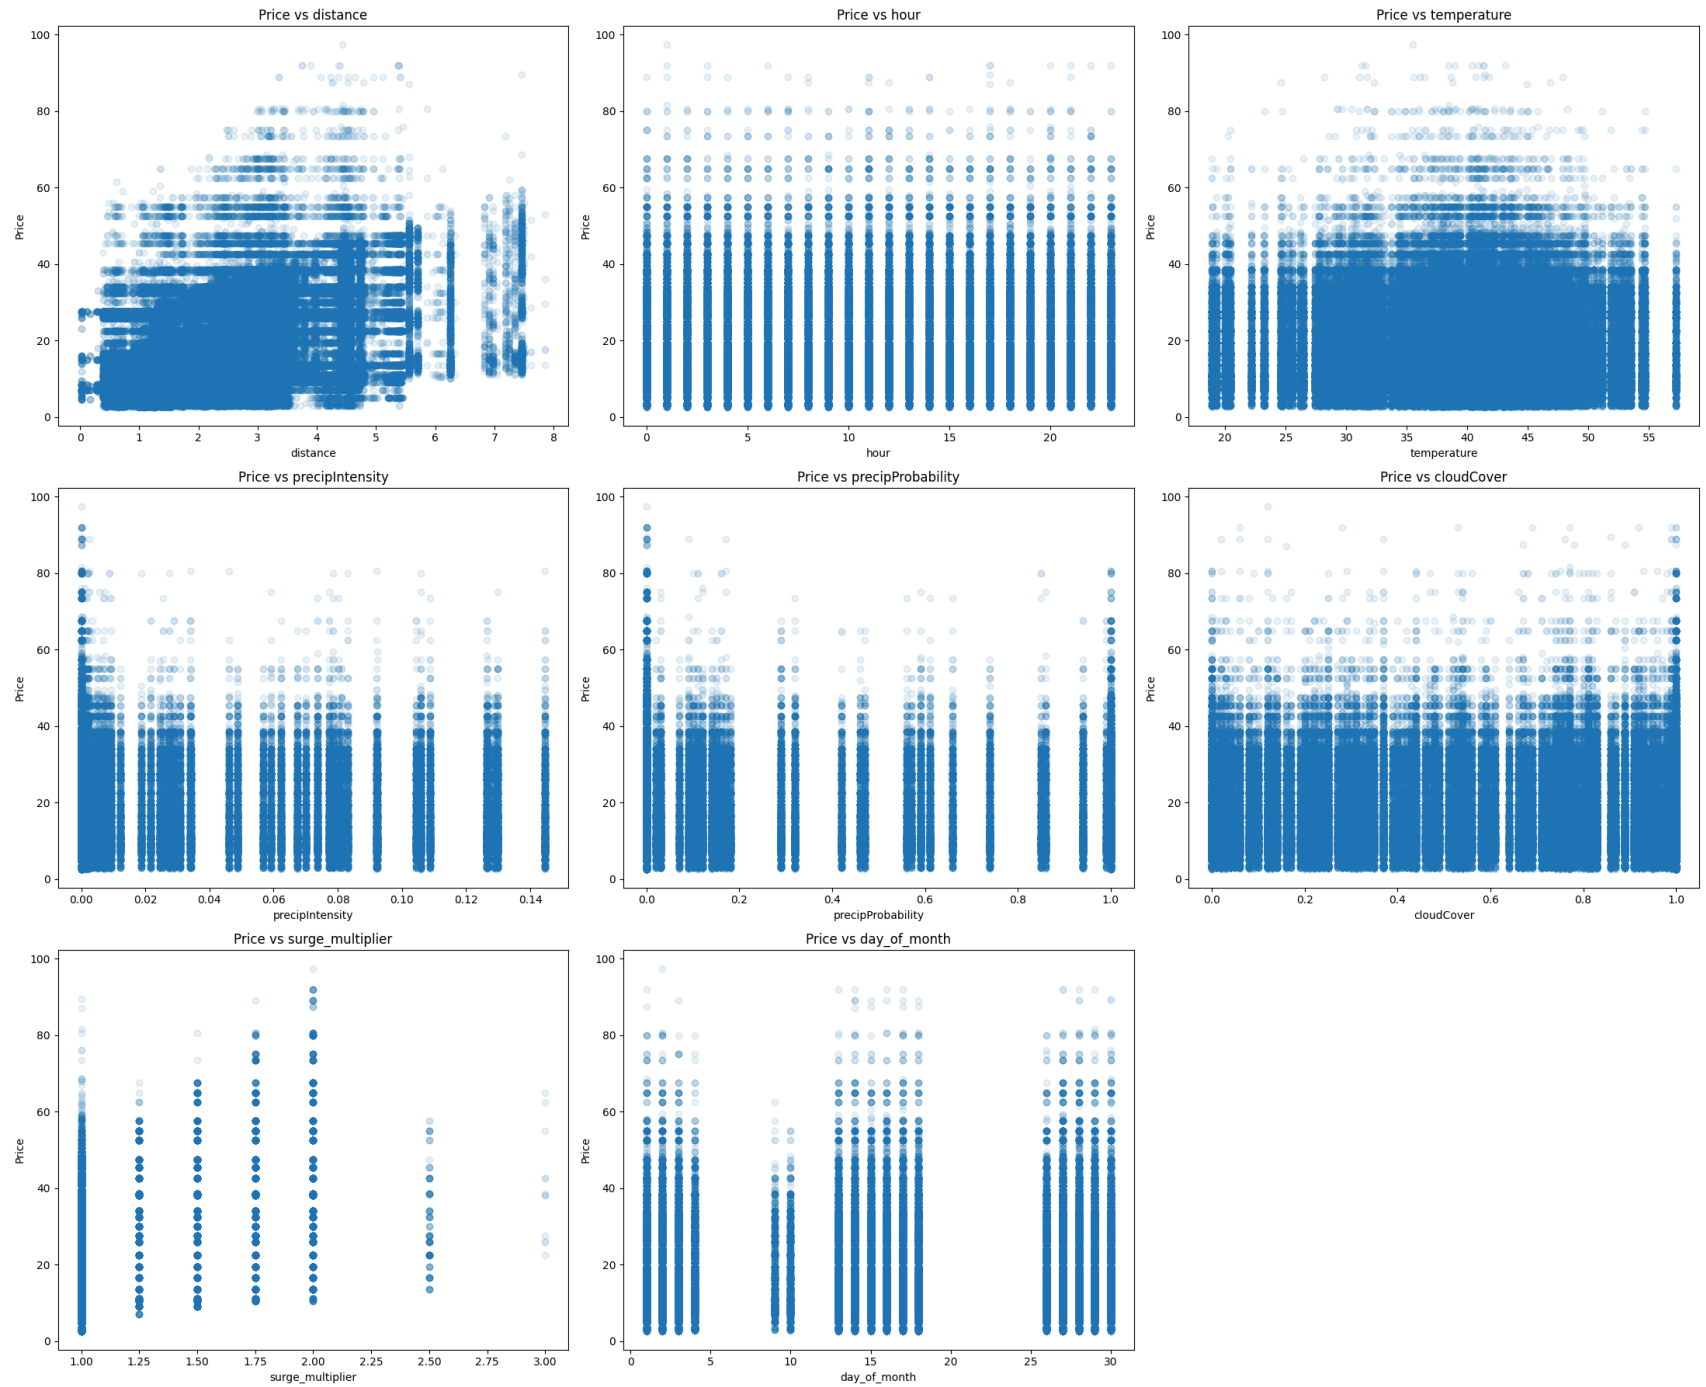 Price vs distance
Price vs hour
Price vs temperature
100
80
60
40
20
0
Price
0 1 2 3 4 5 6 7 8
distance
100
80
60
40
20
0
Price
0 5 10 15 20
hour
100
80
60
40
20
0
Price
20 25 30 35 40 45 50 55
temperature
Price vs precipIntensity
Price vs precipProbability
Price vs cloudCover
100
80
60
40
20
0
Price
0.00 0.02 0.04 0.06 0.08 0.10 0.12 0.14
precipIntensity
100
80
60
40
20
0
Price
0.0 0.2 0.4 0.6 0.8 1.0
precipProbability
100
80
60
40
20
0
Price
0.0 0.2 0.4 0.6 0.8 1.0
cloudCover
Price vs surge_multiplier
Price vs day_of_month
100
80
60
40
20
0
Price
1.00 1.25 1.50 1.75 2.00 2.25 2.50 2.75 3.00
surge_multiplier
100
80
60
40
20
0
Price
0 5 10 15 20 25 30
day_of_month